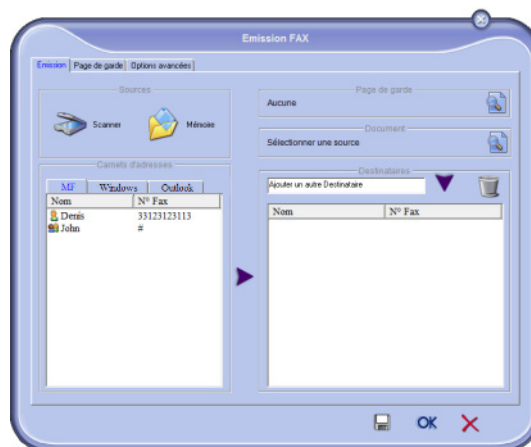 Emission FAX
Emission Page de garde Options avancées
Sources
Scanner Mémoire
Carnets d'adresses
MF Windows Outlook
Nom N° Fax
Denis 33123123113
John #
Page de garde
Aucune
Document
Sélectionner une source
Destinataires
Ajouter un autre Destinataire
Nom N° Fax
OK